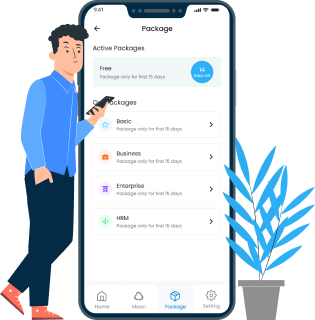 9:41
Package
Active Packages
Free
Package only for first 15 days
14
days left
Packages
Basic
Package only for first 15 days
Business
Package only for first 15 days
Enterprise
Package only for first 15 days
HRM
Package only for first 15 days
Home
Package
Setting